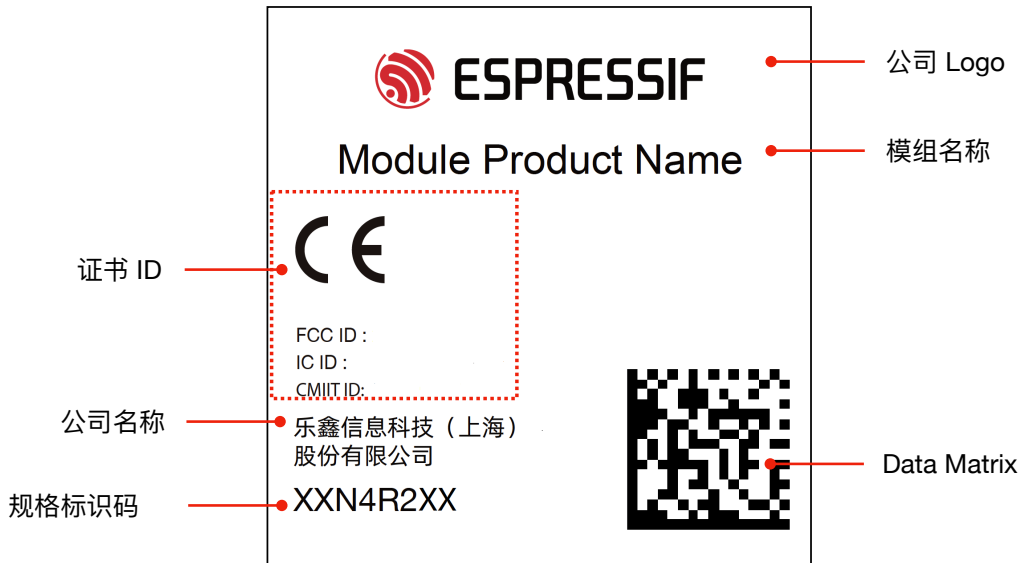 ESPRESSIF
公司 Logo
Module Product Name
模组名称
CE
证书 ID
FCC ID :
IC ID :
CMIIT ID:
公司名称
乐鑫信息科技（上海）
股份有限公司
Data Matrix
规格标识码
XXN4R2XX